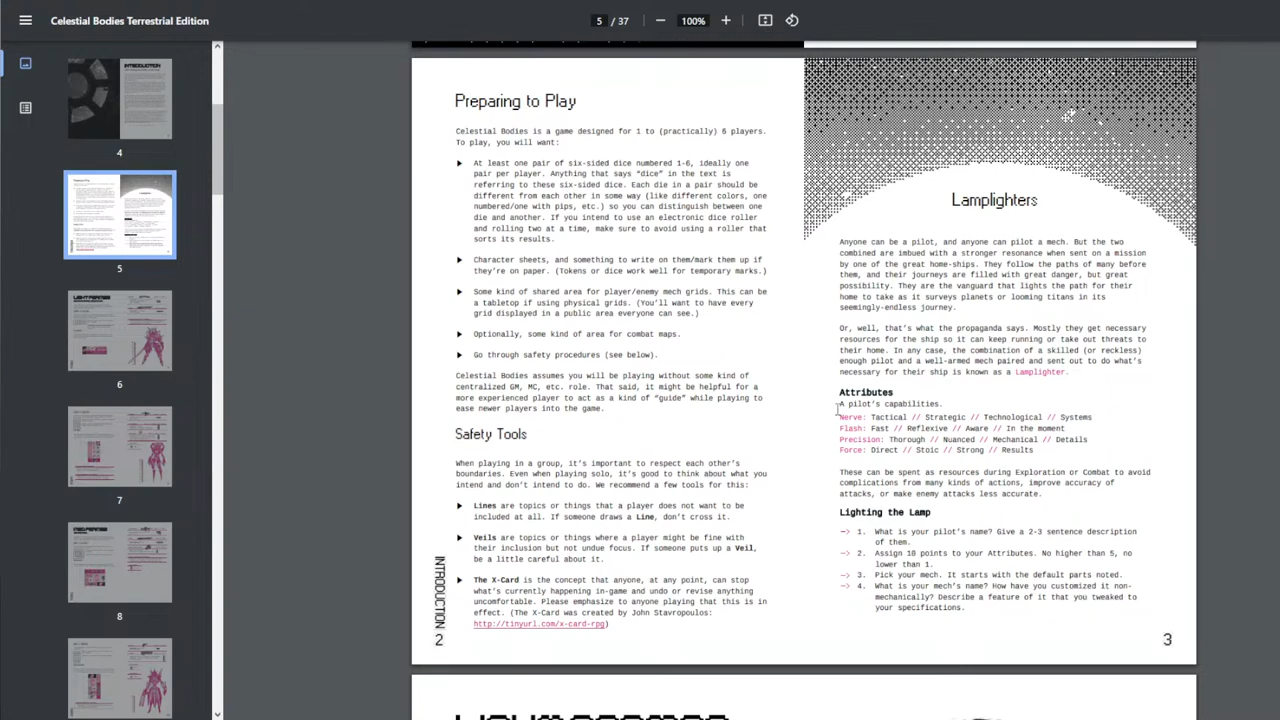 Celestial Bodies Terrestrial Edition
5 / 37
100%
4
5
6
7
8
Preparing to Play
Celestial Bodies is a game designed for 1 to (practically) 6 players.
To play, you will want:
At least one pair of six-sided dice numbered 1-6, ideally one
pair per player. Anything that says “dice” in the text is
referring to these six-sided dice. Each die in a pair should be
different from each other in some way (like different colors, one
numbered/one with pips, etc.) so you can distinguish between one
die and another. If you intend to use an electronic dice roller
and rolling two at a time, make sure to avoid using a roller that
sorts its results.
Character sheets, and something to write on them/mark them up if
they’re on paper. (Tokens or dice work well for temporary marks.)
Some kind of shared area for player/enemy mech grids. This can be
a tabletop if using physical grids. (You’ll want to have every
grid displayed in a public area everyone can see.)
Optionally, some kind of area for combat maps.
Go through safety procedures (see below).
Celestial Bodies assumes you will be playing without some kind of
centralized GM, MC, etc. role. That said, it might be helpful for a
more experienced player to act as a kind of “guide” while playing to
ease newer players into the game.
Safety Tools
When playing in a group, it’s important to respect each other’s
boundaries. Even when playing solo, it’s good to think about what you
intend and don’t intend to do. We recommend a few tools for this:
Lines are topics or things that a player does not want to be
included at all. If someone draws a Line, don’t cross it.
Veils are topics or things where a player might be fine with
their inclusion but not undue focus. If someone puts up a Veil,
be a little careful about it.
The X-Card is the concept that anyone, at any point, can stop
what’s currently happening in-game and undo or revise anything
uncomfortable. Please emphasize to anyone playing that this is in
effect. (The X-Card was created by John Stavropoulos:
http://tinyurl.com/x-card-rpg)
INTRODUCTION
2
Lamplighters
Anyone can be a pilot, and anyone can pilot a mech. But the two
combined are imbued with a stronger resonance when sent on a mission
by one of the great home-ships. They follow the paths of many before
them, and their journeys are filled with great danger, but great
possibility. They are the vanguard that lights the path for their
home to take as it surveys planets or looming titans in its
seemingly-endless journey.
Or, well, that’s what the propaganda says. Mostly they get necessary
resources for the ship so it can keep running or take out threats to
their home. In any case, the combination of a skilled (or reckless)
enough pilot and a well-armed mech paired and sent out to do what’s
necessary for their ship is known as a Lamplighter.
Attributes
A pilot’s capabilities.
Nerve: Tactical // Strategic // Technological // Systems
Flash: Fast // Reflexive // Aware // In the moment
Precision: Thorough // Nuanced // Mechanical // Details
Force: Direct // Stoic // Strong // Results
These can be spent as resources during Exploration or Combat to avoid
complications from many kinds of actions, improve accuracy of
attacks, or make enemy attacks less accurate.
Lighting the Lamp
—> 1. What is your pilot’s name? Give a 2-3 sentence description
of them.
—> 2. Assign 10 points to your Attributes. No higher than 5, no
lower than 1.
—> 3. Pick your mech. It starts with the default parts noted.
—> 4. What is your mech’s name? How have you customized it non-
mechanically? Describe a feature of it that you tweaked to
your specifications.
3